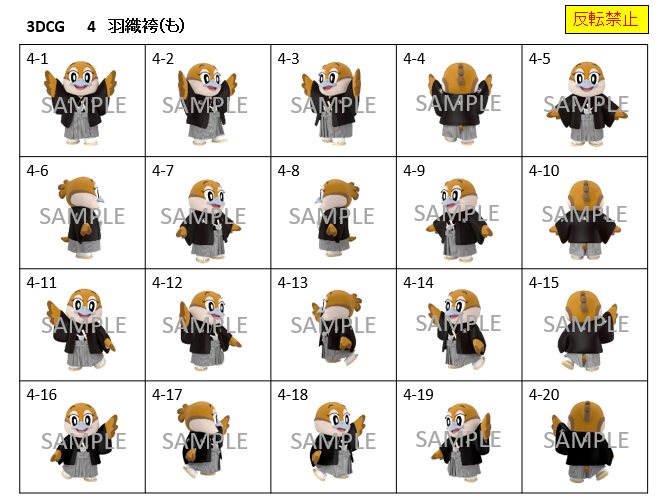 3DCG 4 羽織袴(も)
反転禁止
4-1 4-2 4-3 4-4 4-5
SAMPLE SAMPLE SAMPLE SAMPLE SAMPLE
4-6 4-7 4-8 4-9 4-10
SAMPLE SAMPLE SAMPLE SAMPLE SAMPLE
4-11 4-12 4-13 4-14 4-15
SAMPLE SAMPLE SAMPLE SAMPLE SAMPLE
4-16 4-17 4-18 4-19 4-20
SAMPLE SAMPLE SAMPLE SAMPLE SAMPLE